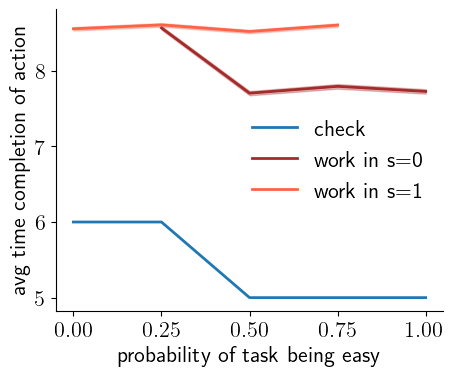 avg time completion of action
8
7
6
5
check
work in s=0
work in s=1
0.00 0.25 0.50 0.75 1.00
probability of task being easy